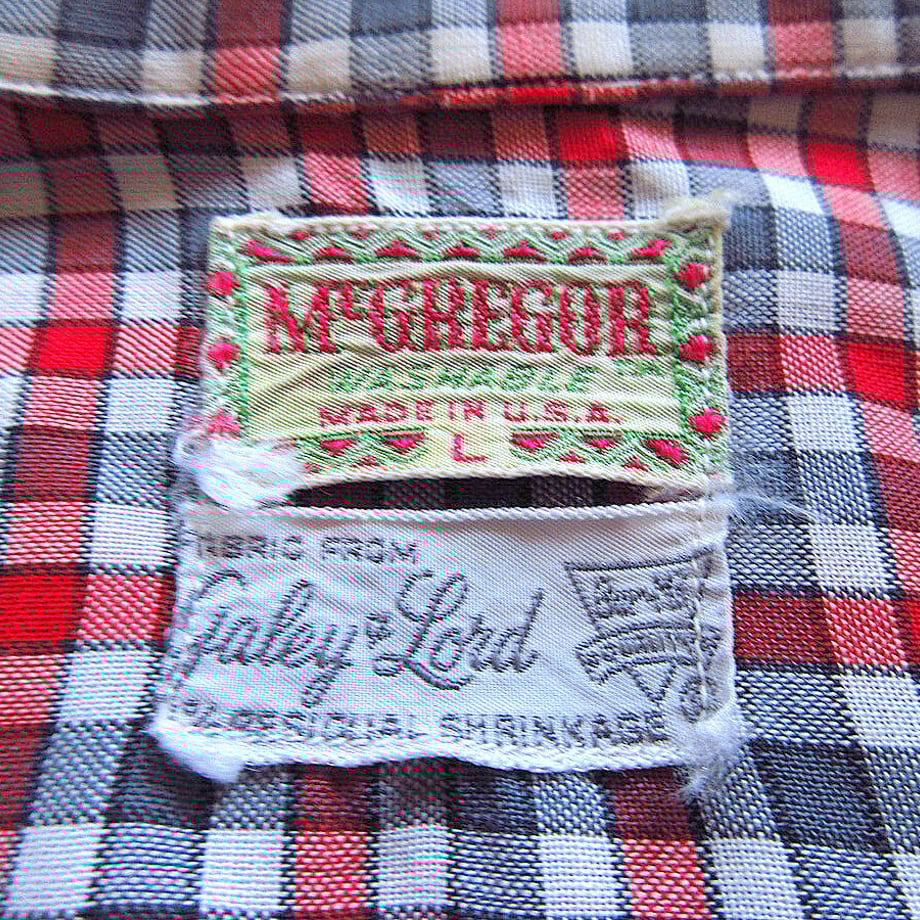 McGREGOR
WASHABLE
MADE IN U.S.A.
L
FABRIC FROM
Galey & Lord
RESIDUAL SHRINKAGE